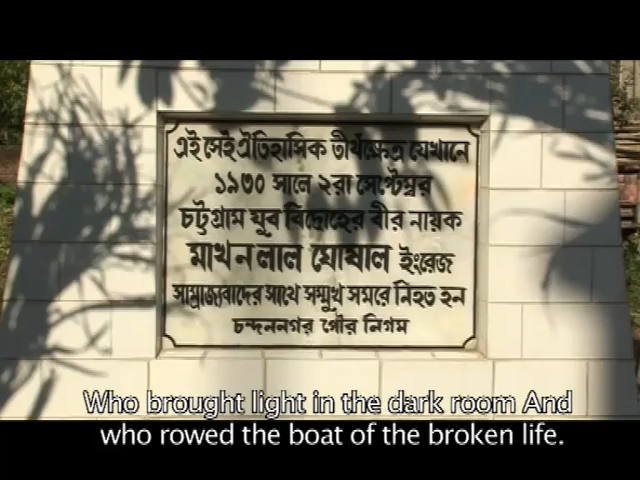 এই সেই ঐতিহাসিক তীর্থক্ষেত্র যেখানে
১৯৩০ সালে ২রা সেপ্টেম্বর
চট্টগ্রাম যুব বিদ্রোহের বীর নায়ক
মাখন লাল ঘোষাল ইংরেজ
সাম্রাজ্যবাদের সাথে সম্মুখ সমরে নিহত হন
চন্দননগর পৌর নিগম
Who brought light in the dark room And
who rowed the boat of the broken life.